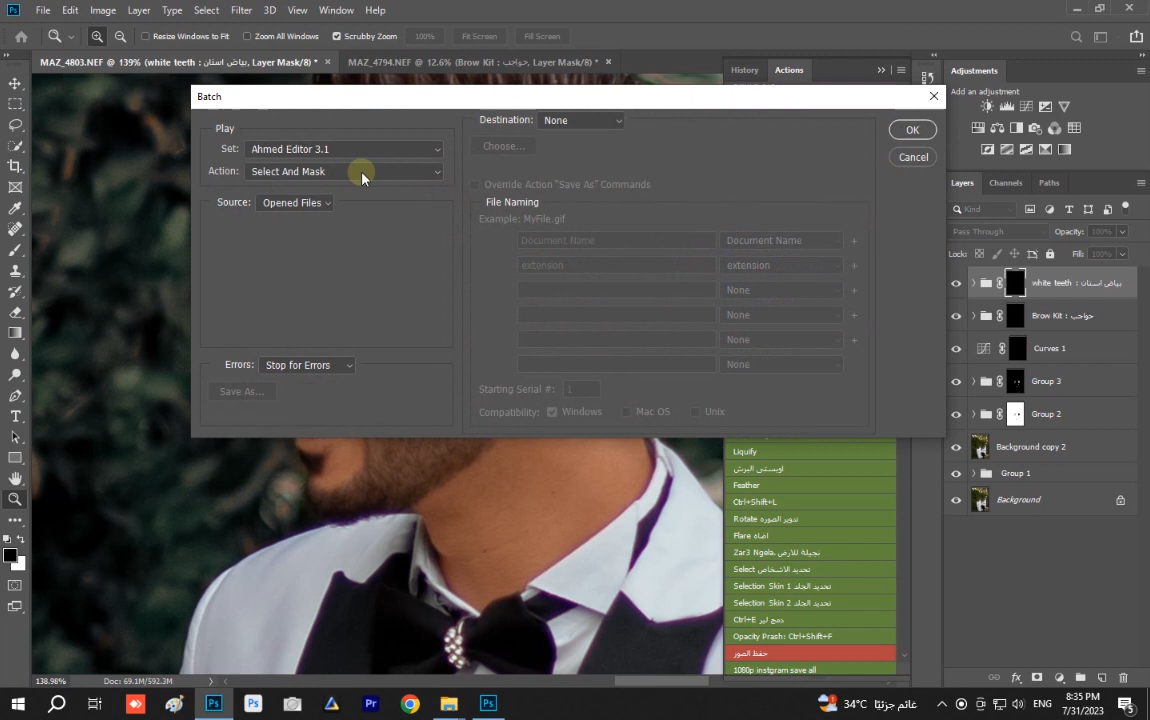 Ps File Edit Image Layer Type Select Filter 3D View Window Help
Resize Windows to Fit Zoom All Windows Scrubby Zoom 100% Fit Screen Fill Screen
MAZ_4803.NEF @ 139% (white teeth : بياض اسنان, Layer Mask/8) * MAZ_4794.NEF @ 12.6% (Brow Kit : حواجب, Layer Mask/8) *
History Actions
Adjustments
Add an adjustment
Batch
Play
Set: Ahmed Editor 3.1
Action: Select And Mask
Source: Opened Files
Errors: Stop for Errors
Save As...
Destination: None
Choose...
Override Action "Save As" Commands
File Naming
Example: MyFile.gif
Document Name Document Name +
extension extension +
None +
None +
None +
None
Starting Serial #: 1
Compatibility: Windows Mac OS Unix
OK
Cancel
Layers Channels Paths
Kind
Pass Through Opacity: 100%
Lock: Fill: 100%
white teeth : بياض اسنان
Brow Kit : حواجب
Curves 1
Group 3
Group 2
Background copy 2
Group 1
Background
Liquify
اويستى البرش
Feather
Ctrl+Shift+L
Rotate تدوير الصوره
Flare اضاه
Zar3 Ngela. نجيلة للارض
Select تحديد الاشخاص
Selection Skin 1 تحديد الجلد
Selection Skin 2 تحديد الجلد
Ctrl+E دمج لير
Opacity Prash: Ctrl+Shift+F
حفظ الصور
1080p instgram save all
138.98% Doc: 69.1M/592.3M
34°C غائم جزئيًا
ENG
8:35 PM
7/31/2023
5